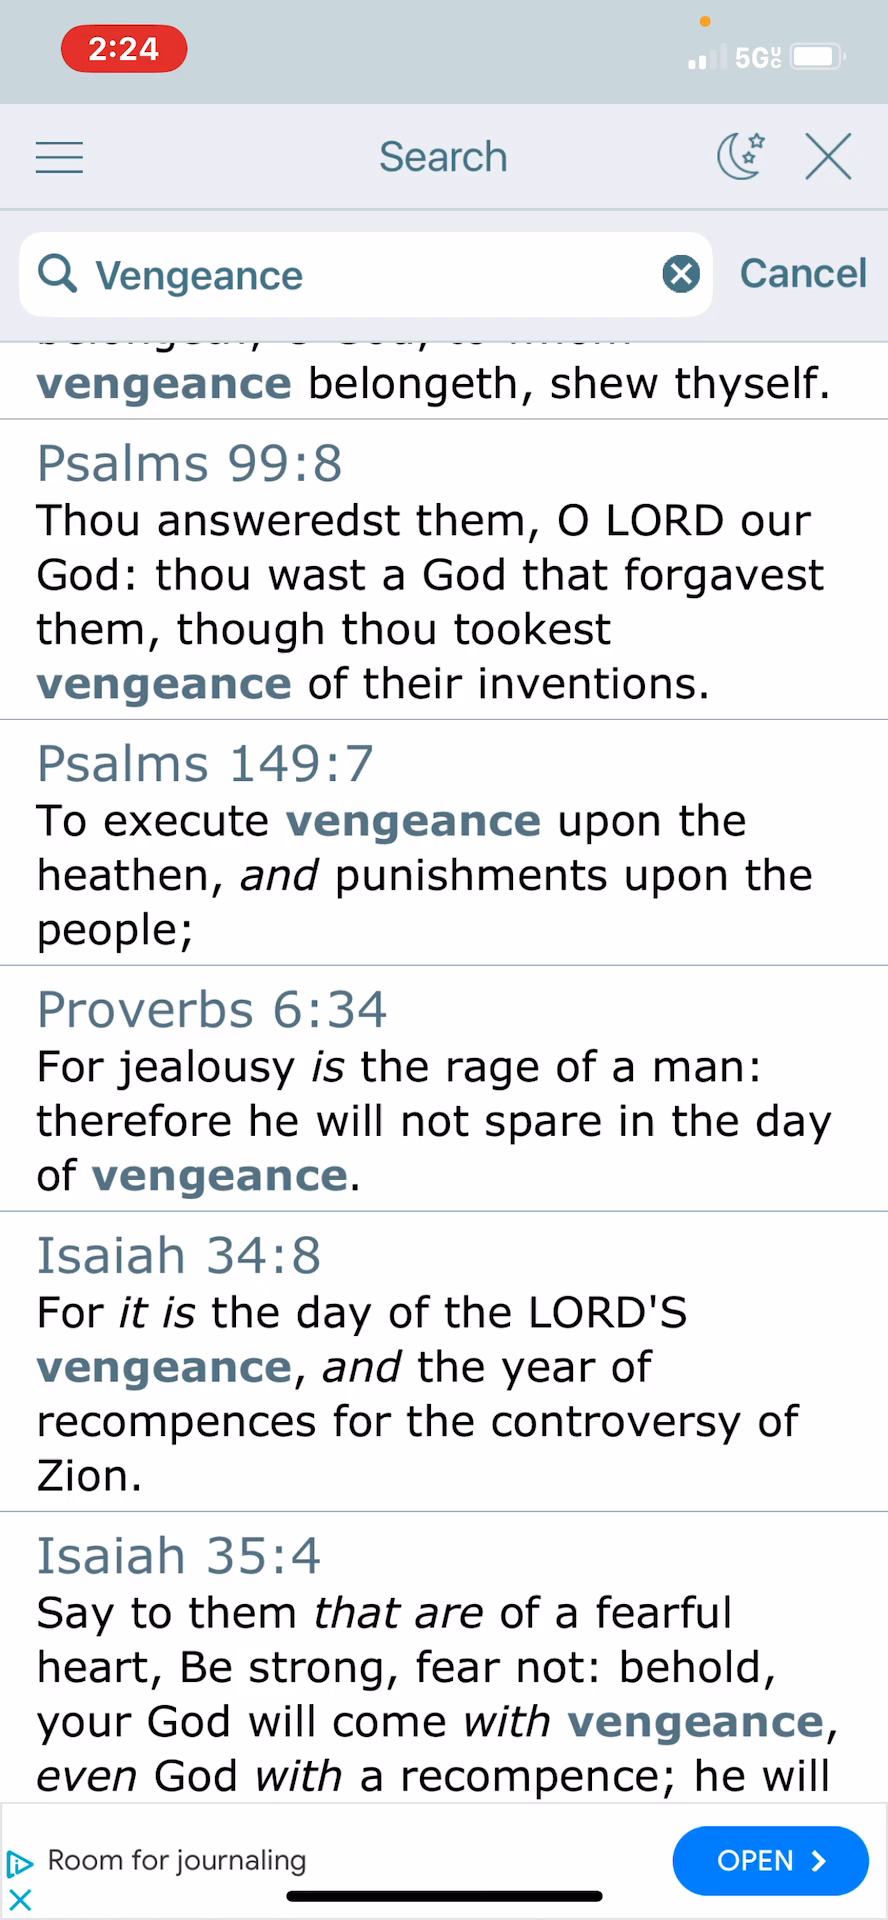 2:24
5G UC
Search
Vengeance
Cancel
vengeance belongeth, shew thyself.
Psalms 99:8
Thou answeredst them, O LORD our
God: thou wast a God that forgavest
them, though thou tookest
vengeance of their inventions.
Psalms 149:7
To execute vengeance upon the
heathen, and punishments upon the
people;
Proverbs 6:34
For jealousy is the rage of a man:
therefore he will not spare in the day
of vengeance.
Isaiah 34:8
For it is the day of the LORD'S
vengeance, and the year of
recompences for the controversy of
Zion.
Isaiah 35:4
Say to them that are of a fearful
heart, Be strong, fear not: behold,
your God will come with vengeance,
even God with a recompence; he will
Room for journaling
OPEN